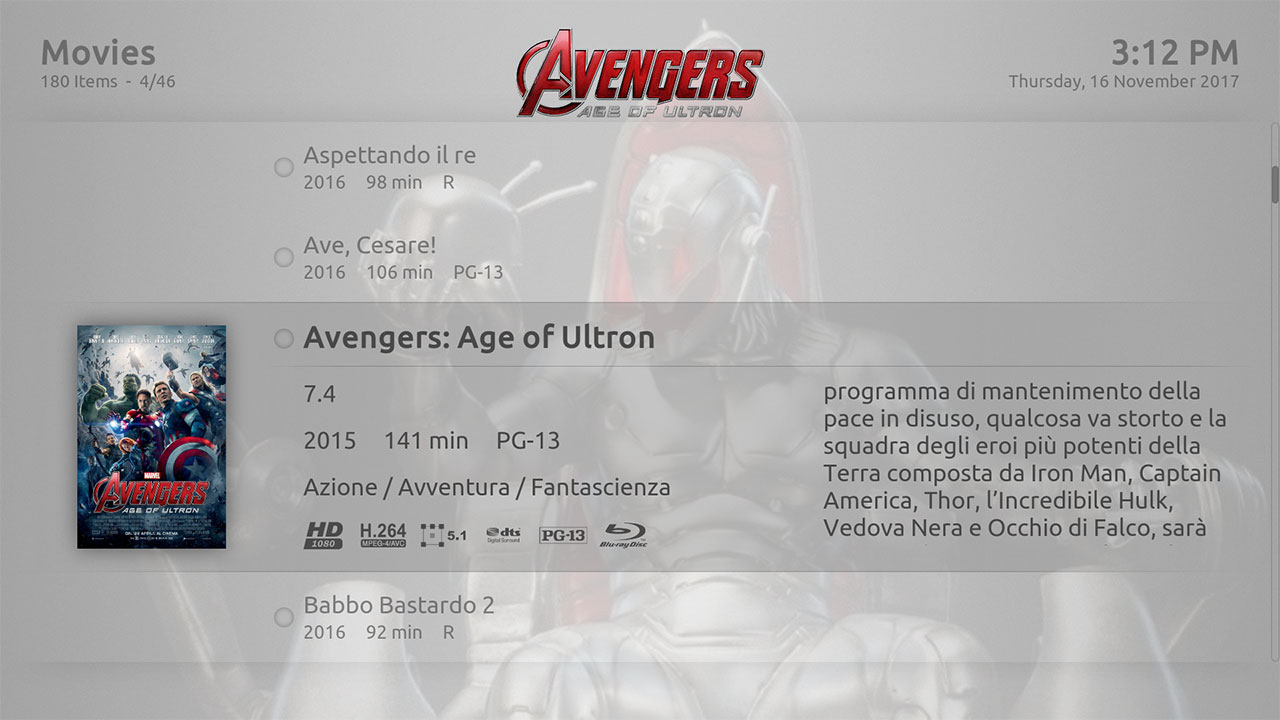 Movies
180 Items - 4/46
AVENGERS
AGE OF ULTRON
3:12 PM
Thursday, 16 November 2017
Aspettando il re
2016 98 min R
Ave, Cesare!
2016 106 min PG-13
Avengers: Age of Ultron
7.4
2015 141 min PG-13
Azione / Avventura / Fantascienza
HD
1080
H.264
MPEG-4/AVC
5.1
dts
Digital Surround
PG-13
Blu-ray Disc
programma di mantenimento della
pace in disuso, qualcosa va storto e la
squadra degli eroi più potenti della
Terra composta da Iron Man, Captain
America, Thor, l’Incredibile Hulk,
Vedova Nera e Occhio di Falco, sarà
MARVEL
AVENGERS
AGE OF ULTRON
Babbo Bastardo 2
2016 92 min R